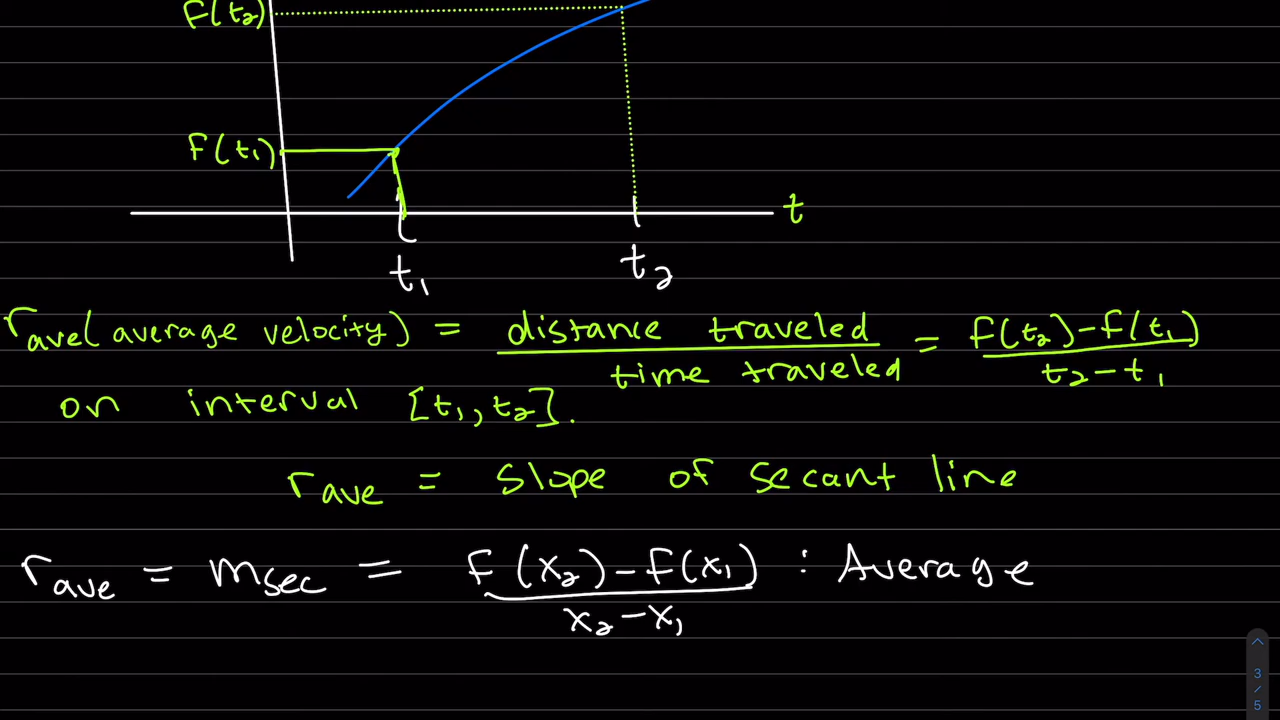 F(t₂)
F(t₁)
t
t₁
t₂
rave(average velocity) = distance traveled / time traveled = f(t₂)-f(t₁) / t₂-t₁
on interval [t₁,t₂].
rave = slope of secant line
rave = msec = f(x₂)-f(x₁) / x₂-x₁ : Average
3
/
5